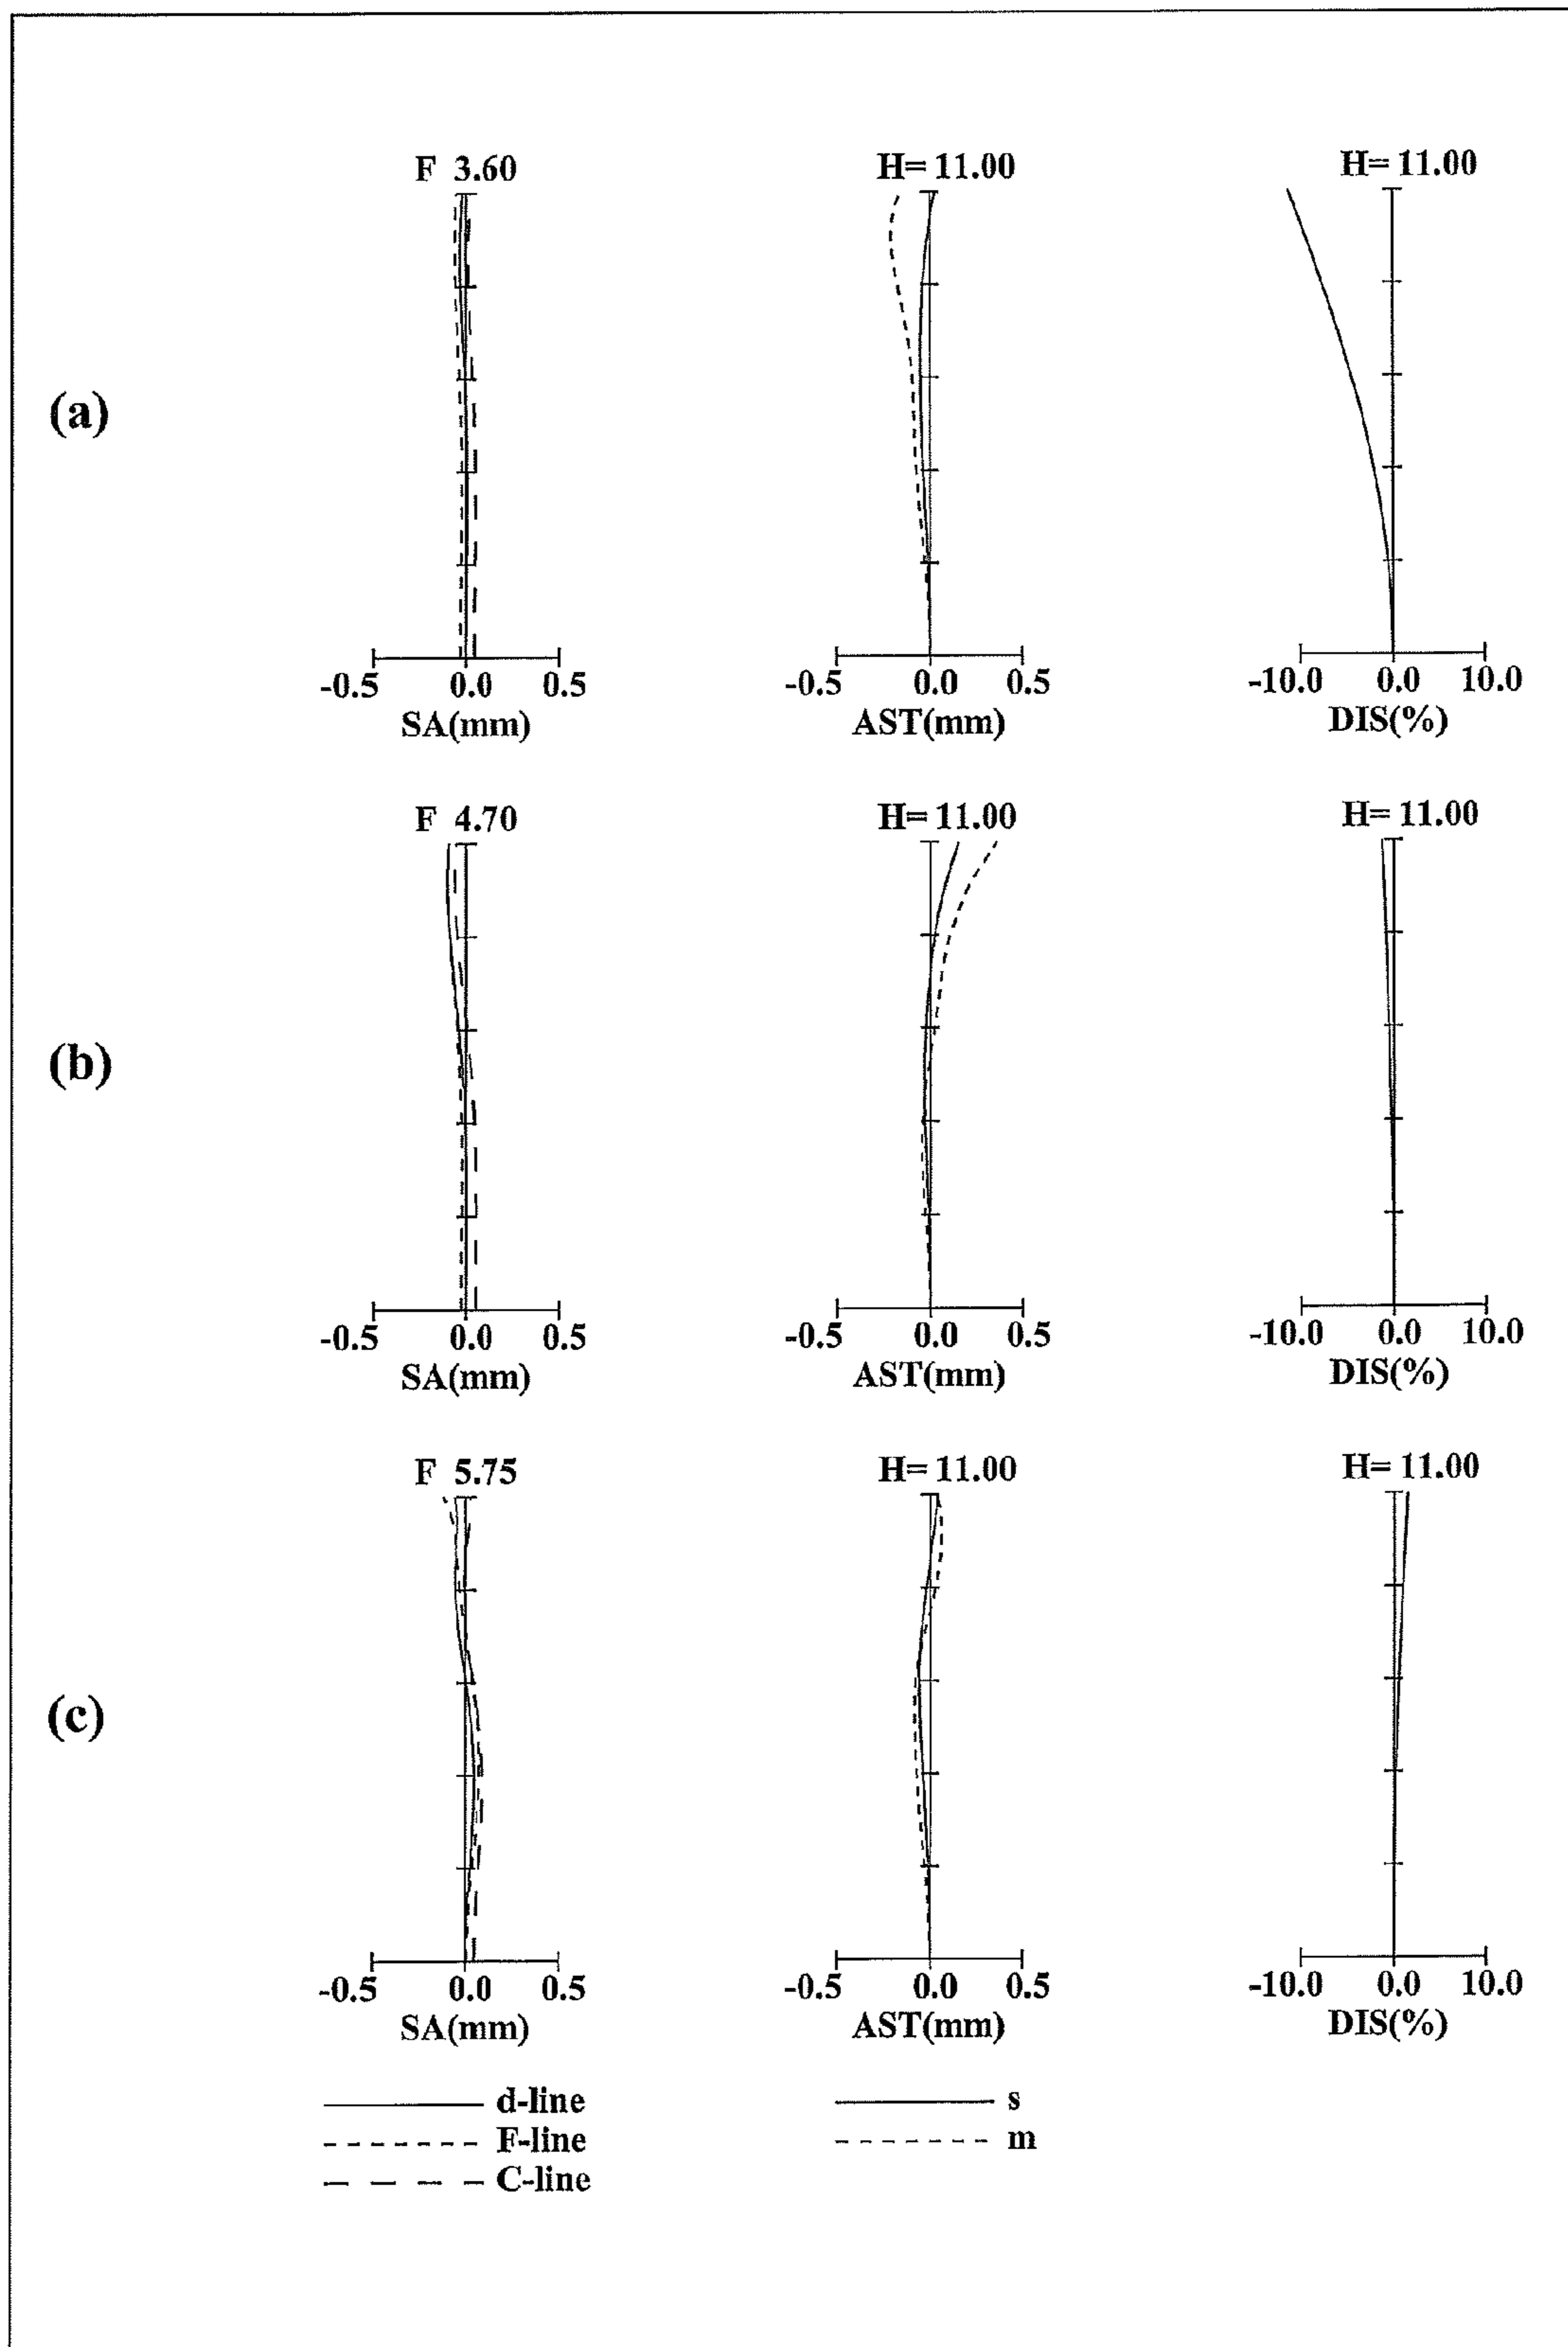 F 3.60 H= 11.00 H= 11.00
(a)
-0.5 0.0 0.5 -0.5 0.0 0.5 -10.0 0.0 10.0
SA(mm) AST(mm) DIS(%)
F 4.70 H= 11.00 H= 11.00
(b)
-0.5 0.0 0.5 -0.5 0.0 0.5 -10.0 0.0 10.0
SA(mm) AST(mm) DIS(%)
F 5.75 H= 11.00 H= 11.00
(c)
-0.5 0.0 0.5 -0.5 0.0 0.5 -10.0 0.0 10.0
SA(mm) AST(mm) DIS(%)
d-line s
F-line m
C-line